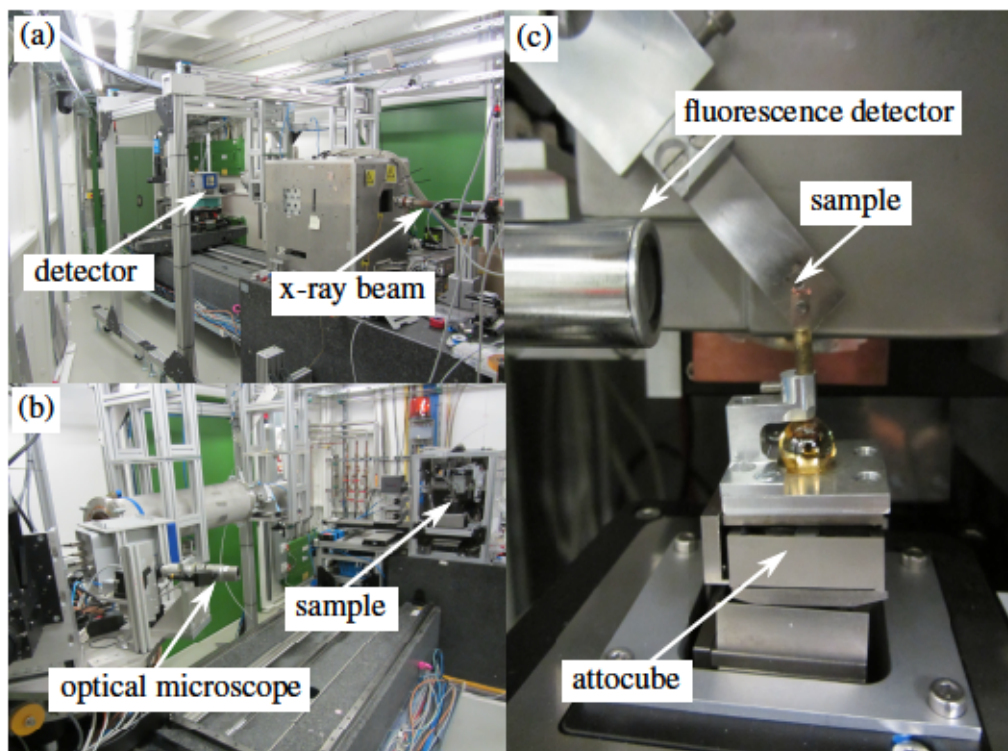 (a)
detector
x-ray beam
(b)
sample
optical microscope
(c)
fluorescence detector
sample
attocube